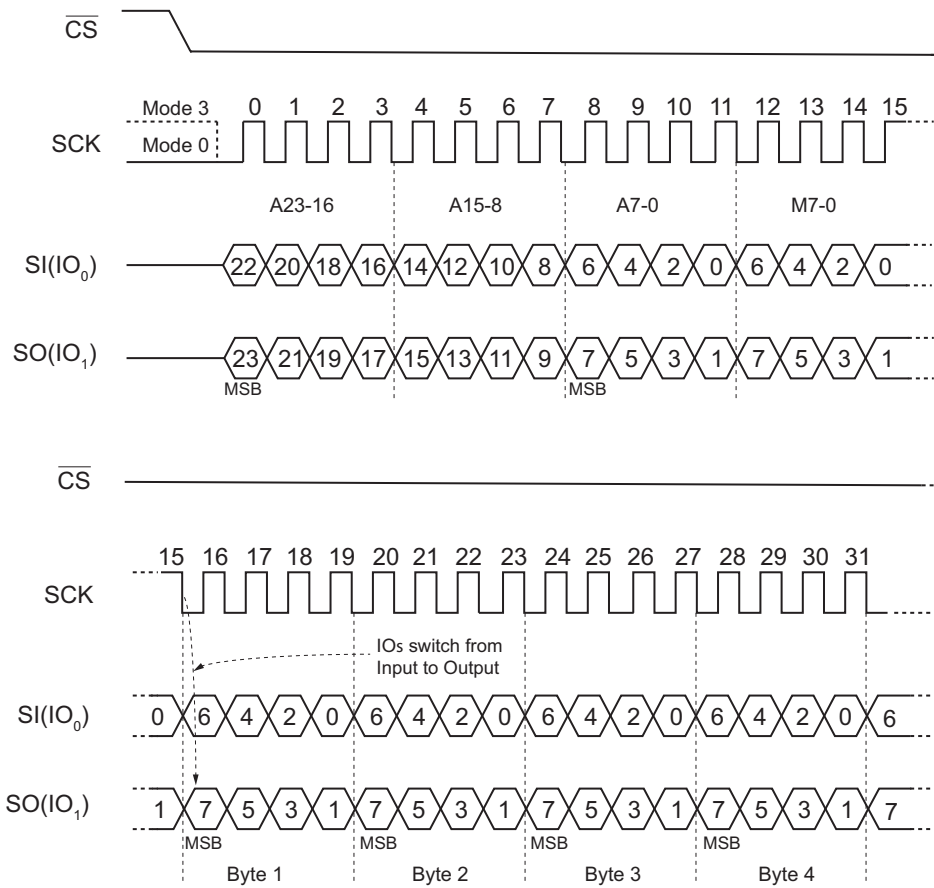 CS
Mode 3 0 1 2 3 4 5 6 7 8 9 10 11 12 13 14 15
SCK Mode 0
A23-16 A15-8 A7-0 M7-0
SI(IO0) 22 20 18 16 14 12 10 8 6 4 2 0 6 4 2 0
SO(IO1) 23 21 19 17 15 13 11 9 7 5 3 1 7 5 3 1
MSB MSB
CS
15 16 17 18 19 20 21 22 23 24 25 26 27 28 29 30 31
SCK
IOs switch from
Input to Output
SI(IO0) 0 6 4 2 0 6 4 2 0 6 4 2 0 6 4 2 0 6
SO(IO1) 1 7 5 3 1 7 5 3 1 7 5 3 1 7 5 3 1 7
MSB MSB MSB MSB
Byte 1 Byte 2 Byte 3 Byte 4